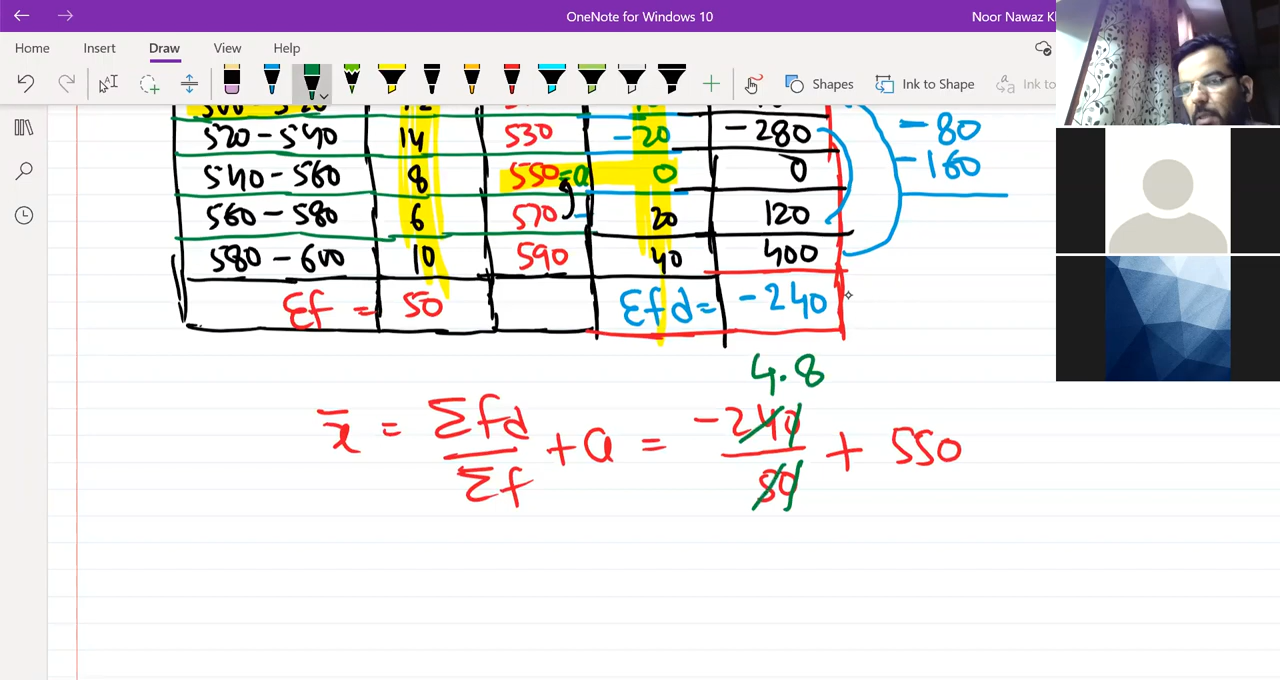 OneNote for Windows 10
Noor Nawaz K
Home Insert Draw View Help
Shapes Ink to Shape Ink to
520 - 540 14 530 -20 -280
540 - 560 8 550=a 0 0
560 - 580 6 570 20 120
580 - 600 10 590 40 400
Σf = 50 Σfd= -240
-80
-160
4.8
x̄ = Σfd/Σf + a = -240/50 + 550